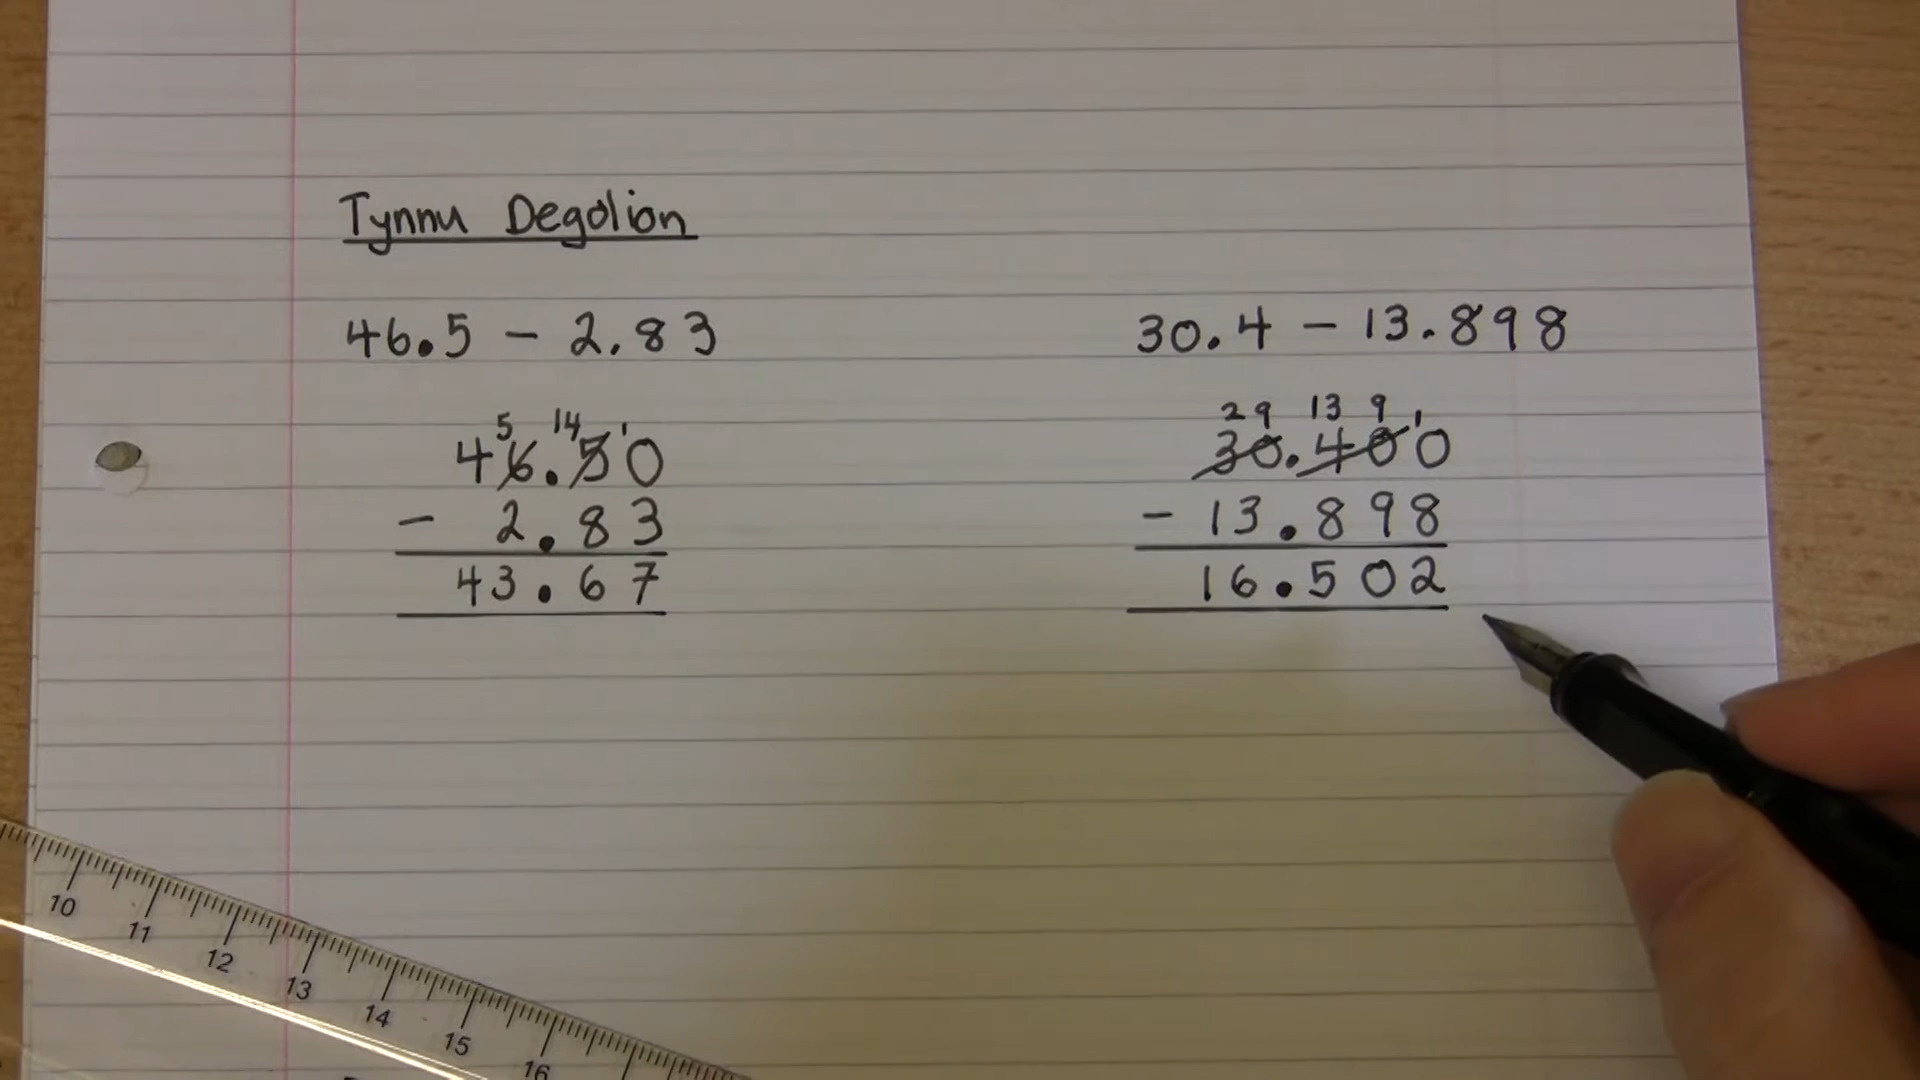 Tynnu Degolion
46.5 - 2.83
5 14 1
46.50
- 2.83
43.67
30.4 - 13.898
29 13 9 1
30.400
- 13.898
16.502
10 11 12 13 14 15 16